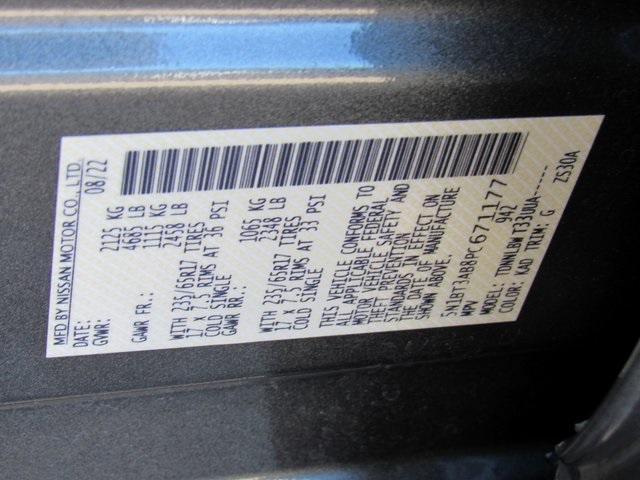 MFD BY NISSAN MOTOR CO., LTD.
DATE: 08/22
GWR: 2125 KG
4685 LB
GAWR FR.: 1115 KG
2458 LB
WITH 235/65R17 TIRES
17 X 7.5 RIMS AT 36 PSI
COLD SINGLE
GAWR RR.: 1065 KG
2348 LB
WITH 235/65R17 TIRES
17 X 7.5 RIMS AT 33 PSI
COLD SINGLE
THIS VEHICLE CONFORMS TO
ALL APPLICABLE FEDERAL
MOTOR VEHICLE SAFETY AND
THEFT PREVENTION
STANDARDS IN EFFECT ON
THE DATE OF MANUFACTURE
SHOWN ABOVE.
5N1BT3AB8PC671177
MPV 942
MODEL: TDWNLBW T33UUA------
COLOR: KAD TRIM: G ZS30A